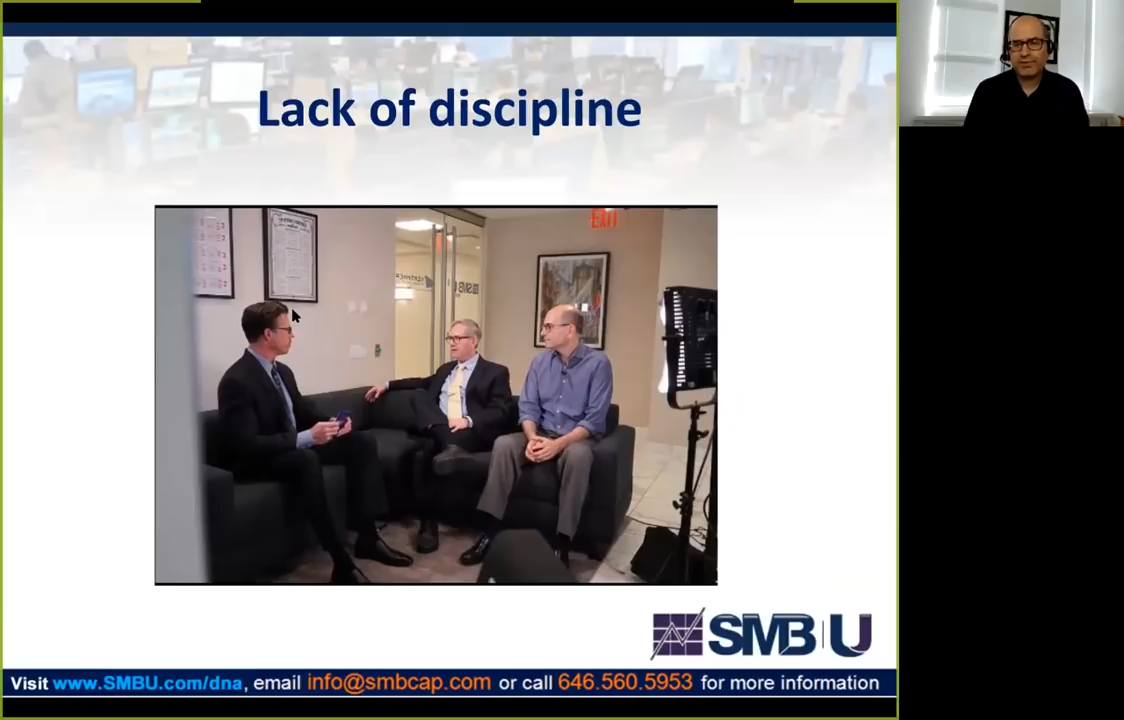 Lack of discipline
EXIT
SMB U
Visit www.SMBU.com/dna, email info@smbcap.com or call 646.560.5953 for more information